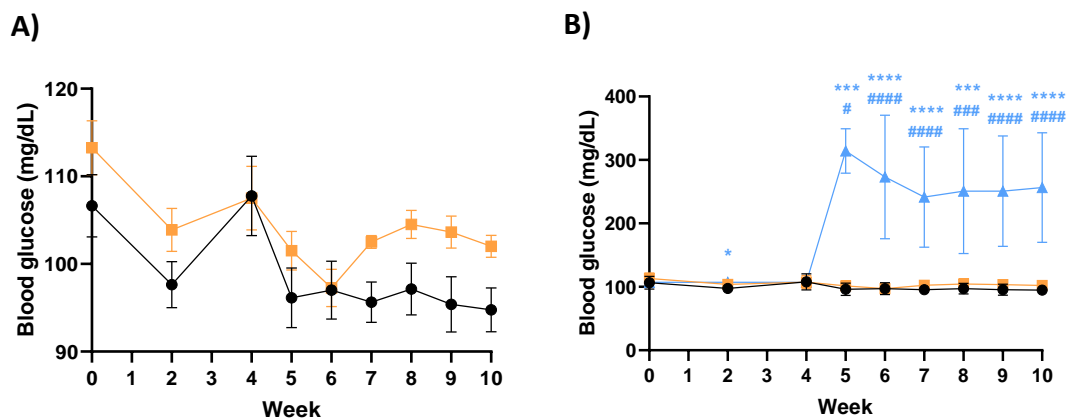 A)
120
110
100
90
Blood glucose (mg/dL)
0 1 2 3 4 5 6 7 8 9 10
Week
B)
400
300
200
100
0
Blood glucose (mg/dL)
* *** **** **** *** **** ****
# #### #### ### #### ####
0 1 2 3 4 5 6 7 8 9 10
Week